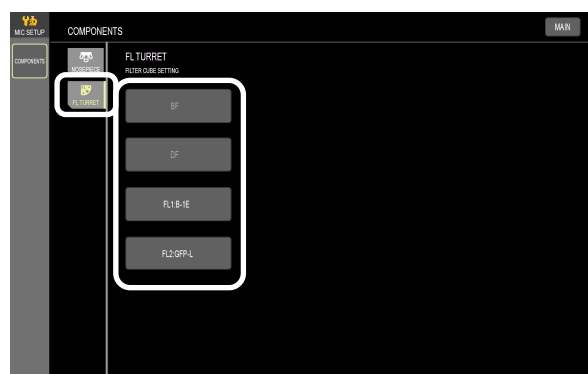 MIC SETUP
COMPONENTS
MAIN
COMPONENTS
NOSEPIECE
FL TURRET
FL TURRET
FILTER CUBE SETTING
BF
DF
FL1:B-1E
FL2:GFP-L